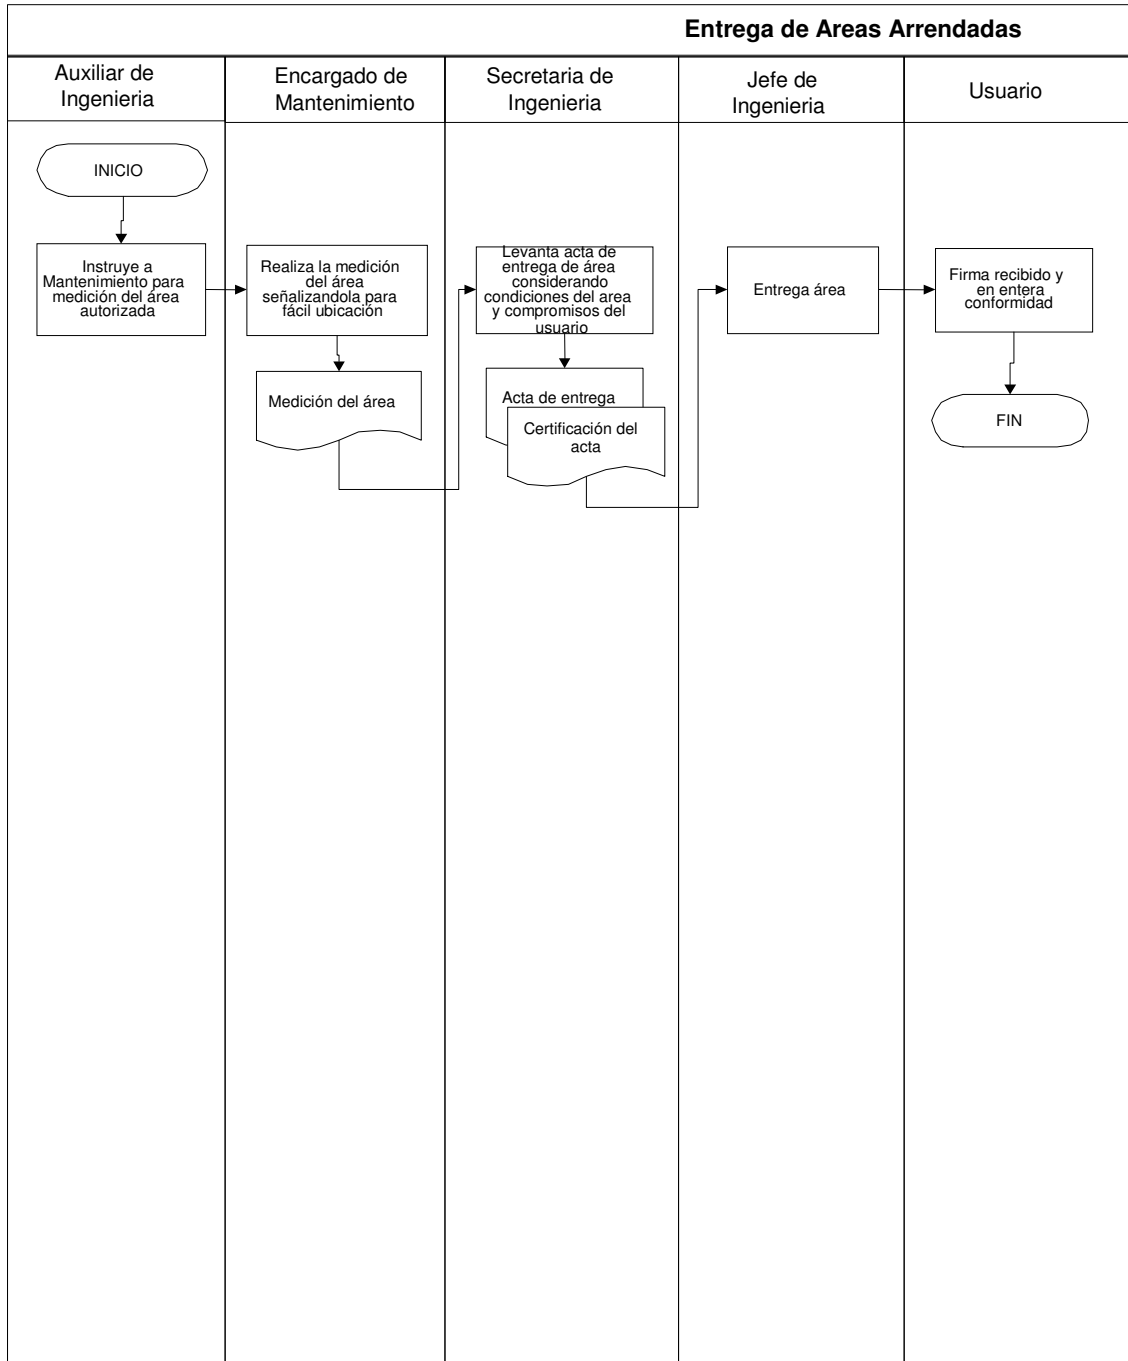 Entrega de Areas Arrendadas
Auxiliar de
Ingenieria
Encargado de
Mantenimiento
Secretaria de
Ingenieria
Jefe de
Ingenieria
Usuario
INICIO
Instruye a
Mantenimiento para
medición del área
autorizada
Realiza la medición
del área
señalizandola para
fácil ubicación
Levanta acta de
entrega de área
considerando
condiciones del area
y compromisos del
usuario
Entrega área
Firma recibido y
en entera
conformidad
Medición del área
Acta de entrega
Certificación del
acta
FIN